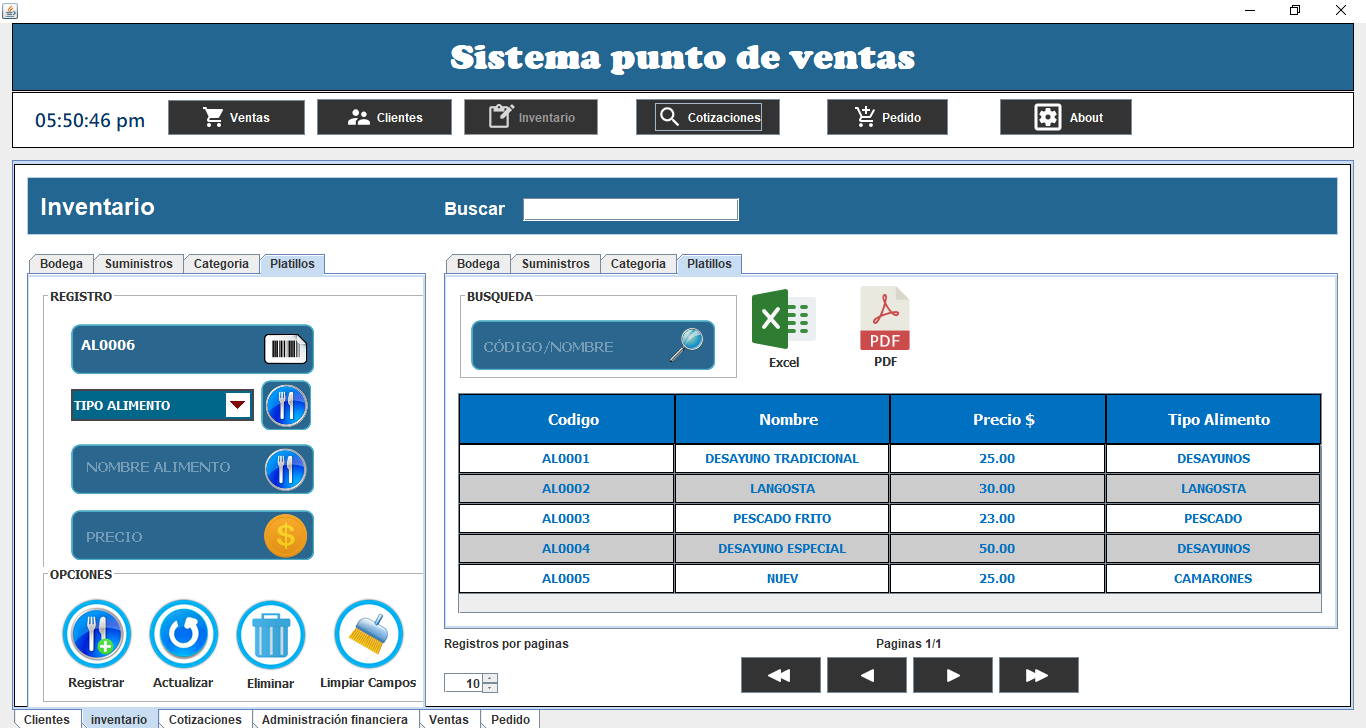 Sistema punto de ventas
05:50:46 pm
Ventas
Clientes
Inventario
Cotizaciones
Pedido
About
Inventario
Buscar
Bodega Suministros Categoria Platillos
REGISTRO
AL0006
TIPO ALIMENTO
NOMBRE ALIMENTO
PRECIO
$
OPCIONES
Registrar Actualizar Eliminar Limpiar Campos
Bodega Suministros Categoria Platillos
BUSQUEDA
CÓDIGO/NOMBRE
X
Excel
PDF
PDF
Codigo Nombre Precio $ Tipo Alimento
AL0001 DESAYUNO TRADICIONAL 25.00 DESAYUNOS
AL0002 LANGOSTA 30.00 LANGOSTA
AL0003 PESCADO FRITO 23.00 PESCADO
AL0004 DESAYUNO ESPECIAL 50.00 DESAYUNOS
AL0005 NUEV 25.00 CAMARONES
Registros por paginas
Paginas 1/1
10
Clientes inventario Cotizaciones Administración financiera Ventas Pedido